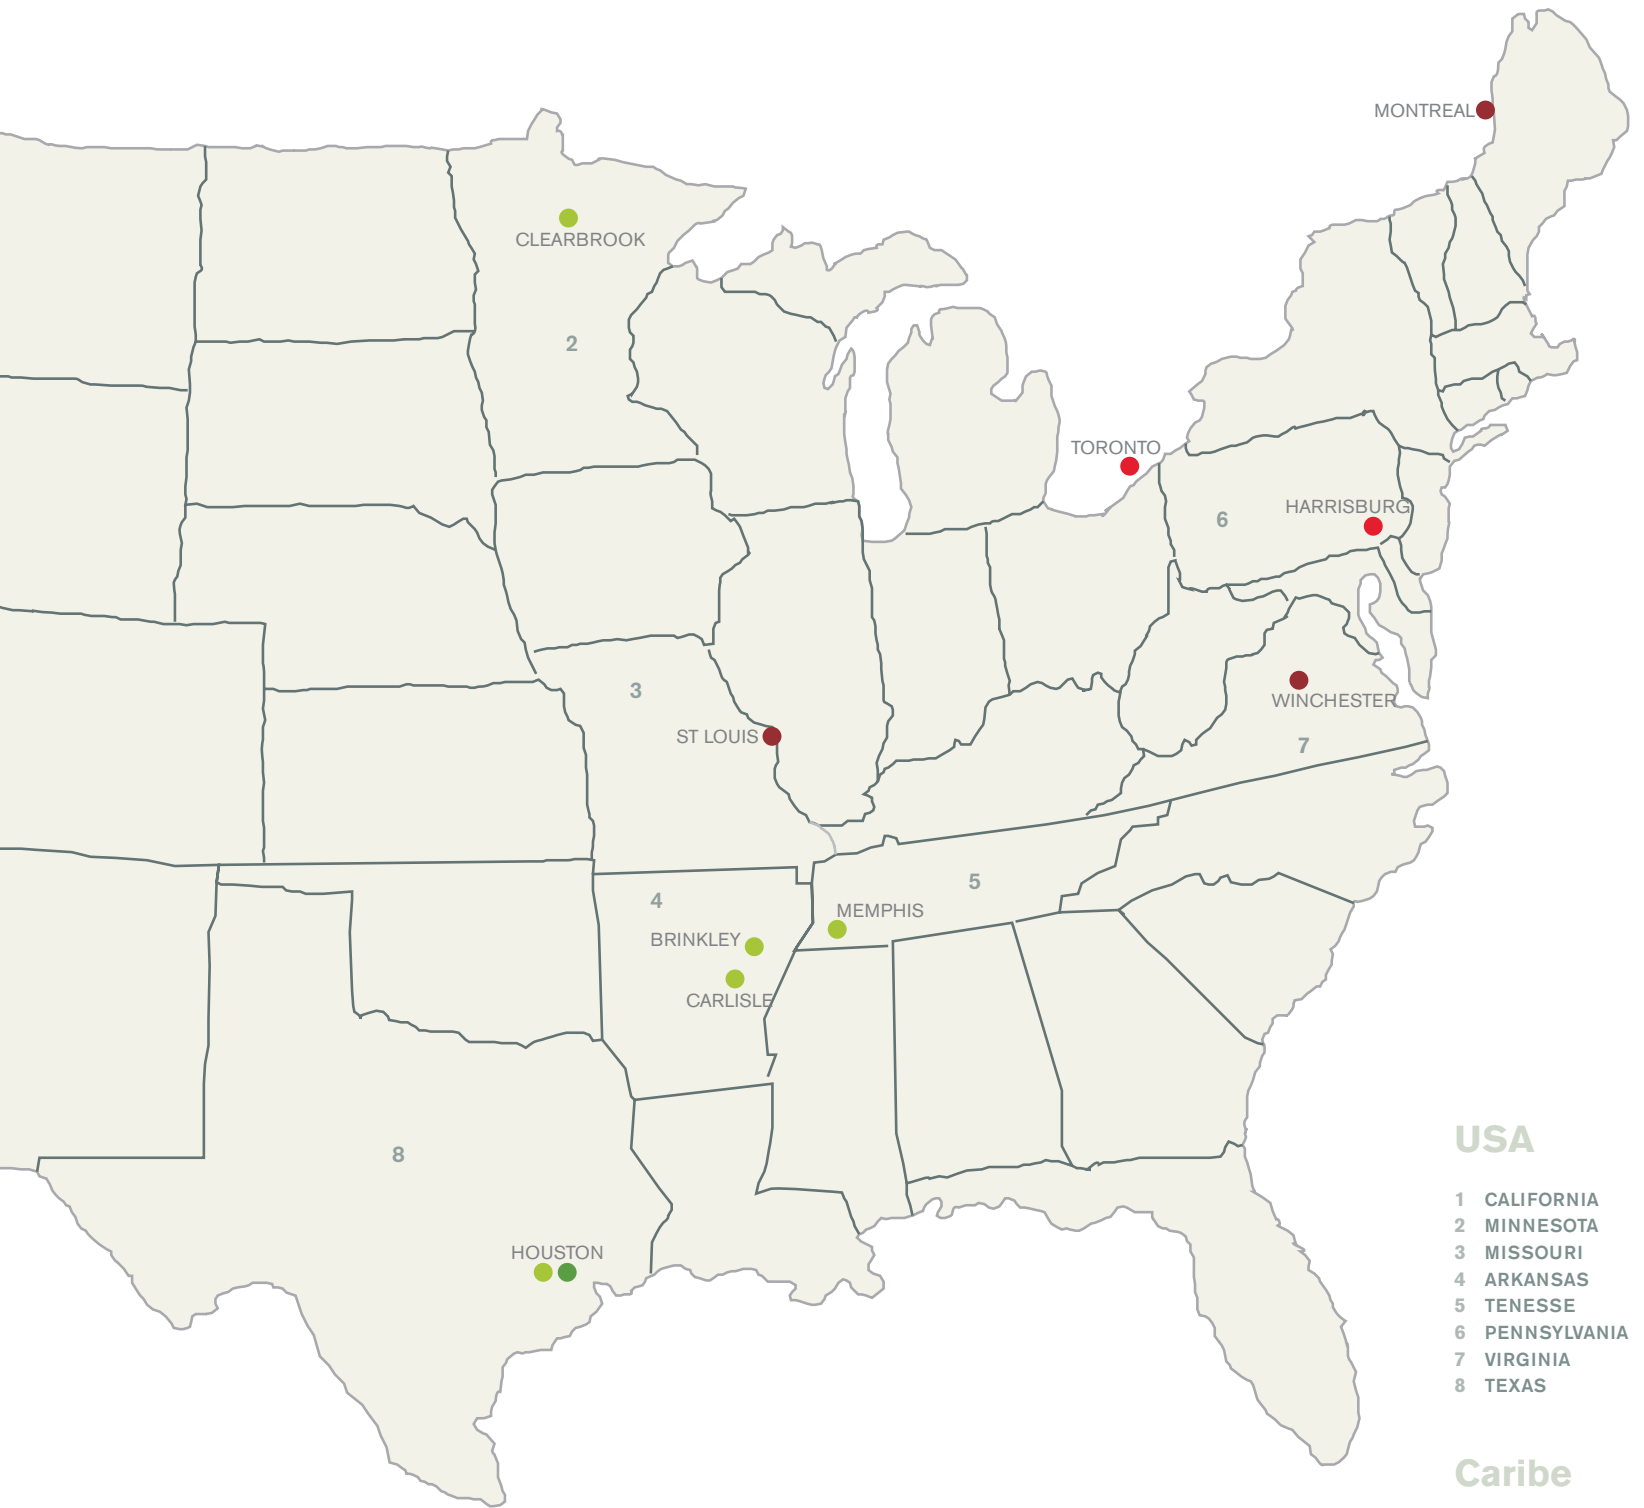 MONTREAL
CLEARBROOK
2
TORONTO
HARRISBURG
6
3
WINCHESTER
ST LOUIS
7
5
4
MEMPHIS
BRINKLEY
CARLISLE
8
HOUSTON
USA
1 CALIFORNIA
2 MINNESOTA
3 MISSOURI
4 ARKANSAS
5 TENESSE
6 PENNSYLVANIA
7 VIRGINIA
8 TEXAS
Caribe